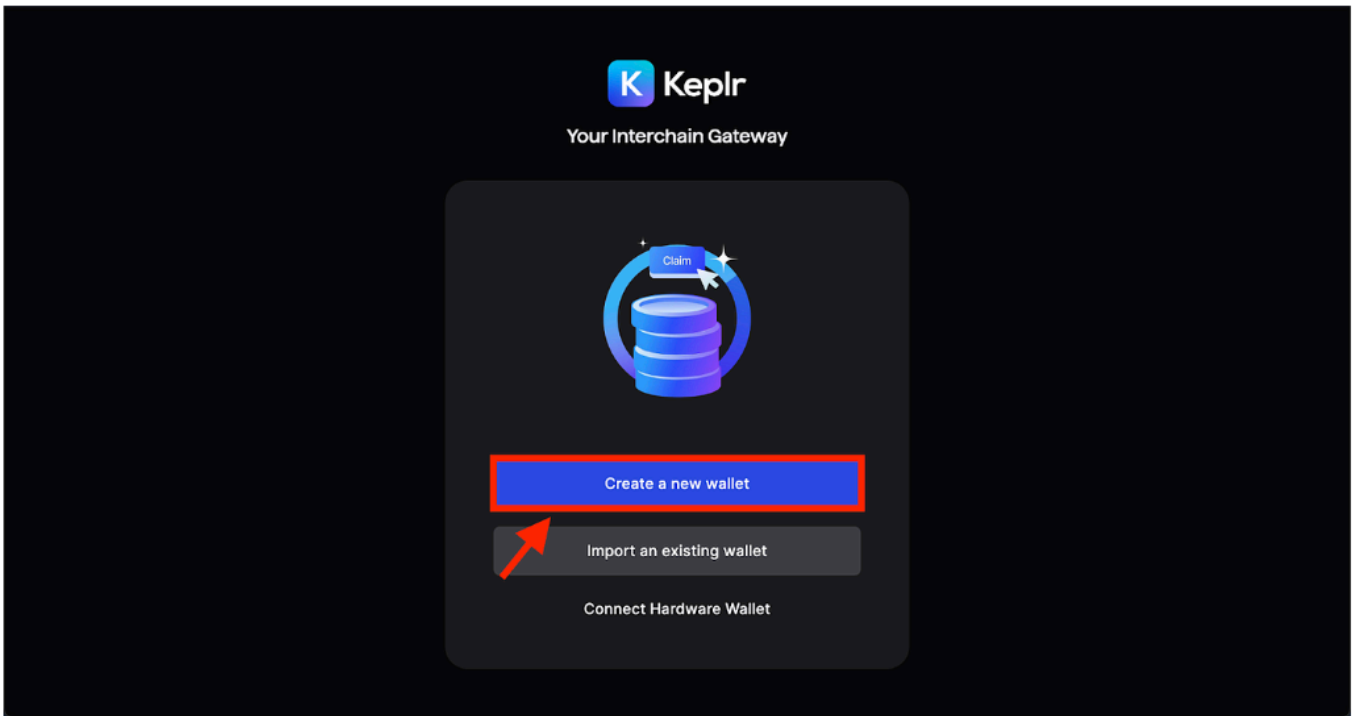 K Keplr
Your Interchain Gateway
Claim
Create a new wallet
Import an existing wallet
Connect Hardware Wallet